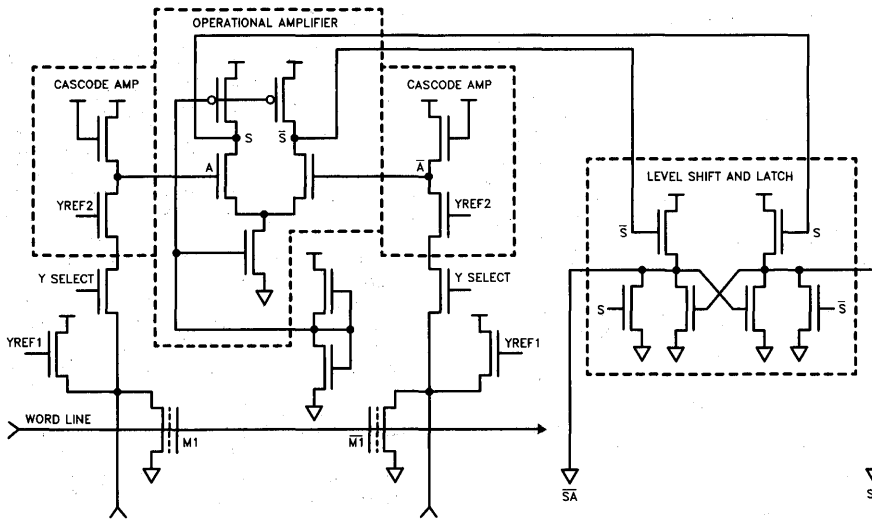 OPERATIONAL AMPLIFIER
CASCODE AMP
CASCODE AMP
S
S̅
A
A̅
LEVEL SHIFT AND LATCH
YREF2
YREF2
S̅
S
Y SELECT
Y SELECT
S
S̅
YREF1
YREF1
WORD LINE
M1
M̅1̅
S̅A̅
S